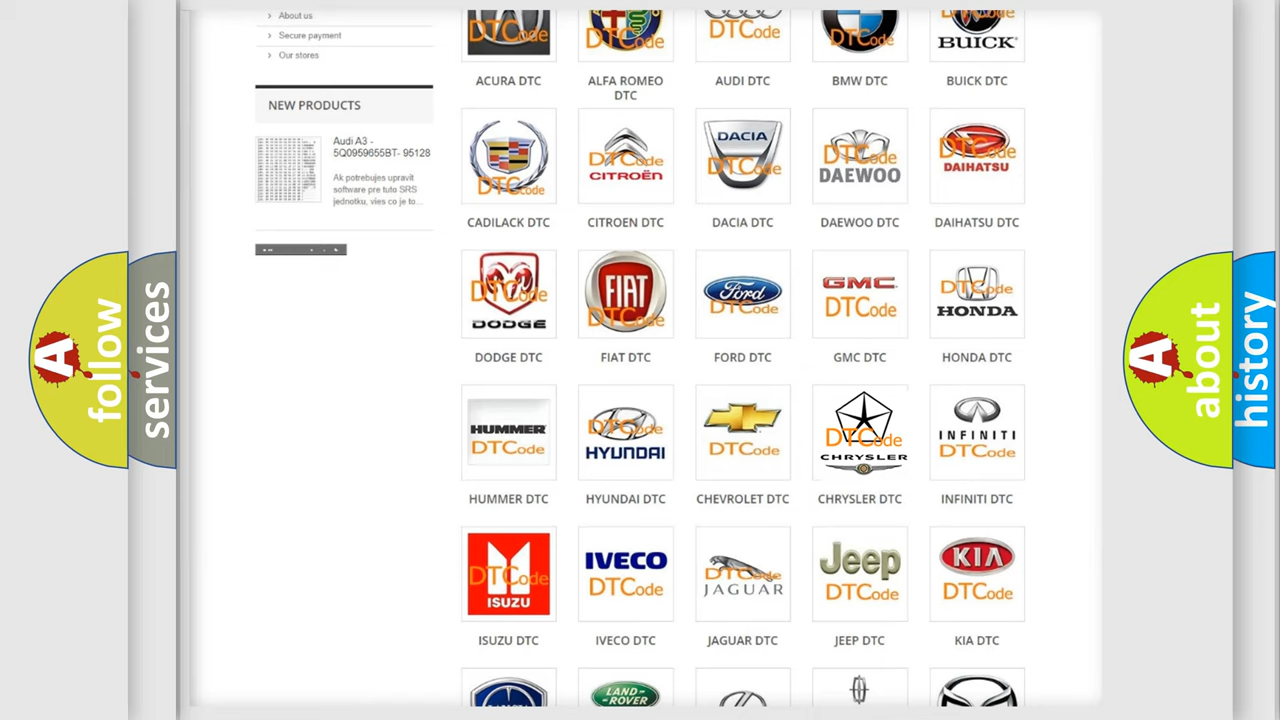 About us
Secure payment
Our stores
NEW PRODUCTS
Audi A3 -
5Q0959655BT- 95128
Ak potrebujes upravit
software pre tuto SRS
jednotku, vies co je to...
DTCode
DTCode
DTCode
DTCode
BUICK
ACURA DTC
ALFA ROMEO
DTC
AUDI DTC
BMW DTC
BUICK DTC
DTCode
DTCode
CITROËN
DACIA
DTCode
DTCode
DAEWOO
DTCode
DAIHATSU
CADILACK DTC
CITROEN DTC
DACIA DTC
DAEWOO DTC
DAIHATSU DTC
DTCode
DODGE
FIAT
DTCode
Ford
DTCode
GMC
DTCode
DTCode
HONDA
DODGE DTC
FIAT DTC
FORD DTC
GMC DTC
HONDA DTC
HUMMER
DTCode
DTCode
HYUNDAI
DTCode
DTCode
CHRYSLER
INFINITI
DTCode
HUMMER DTC
HYUNDAI DTC
CHEVROLET DTC
CHRYSLER DTC
INFINITI DTC
DTCode
ISUZU
IVECO
DTCode
DTCode
JAGUAR
Jeep
DTCode
KIA
DTCode
ISUZU DTC
IVECO DTC
JAGUAR DTC
JEEP DTC
KIA DTC
LAND-
ROVER
A follow
services
A about
history